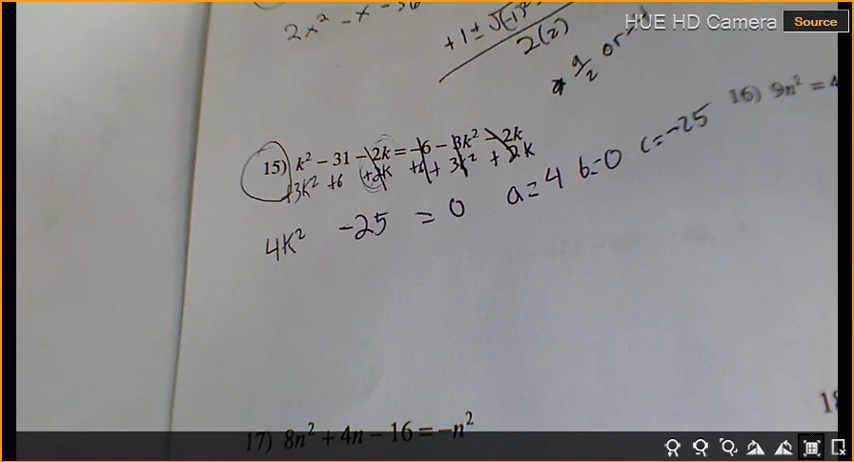 HUE HD Camera Source
2x² - x - 36
+1 ± √(-1)²
2(2)
9/2 or
16) 9n² = 4
15) k² − 31 − 2k = −6 − 3k² − 2k
+3k² +6 +2k +6 + 3k² + 2k
4k² -25 = 0 a=4 b=0 c=-25
17) 8n² + 4n − 16 = −n²